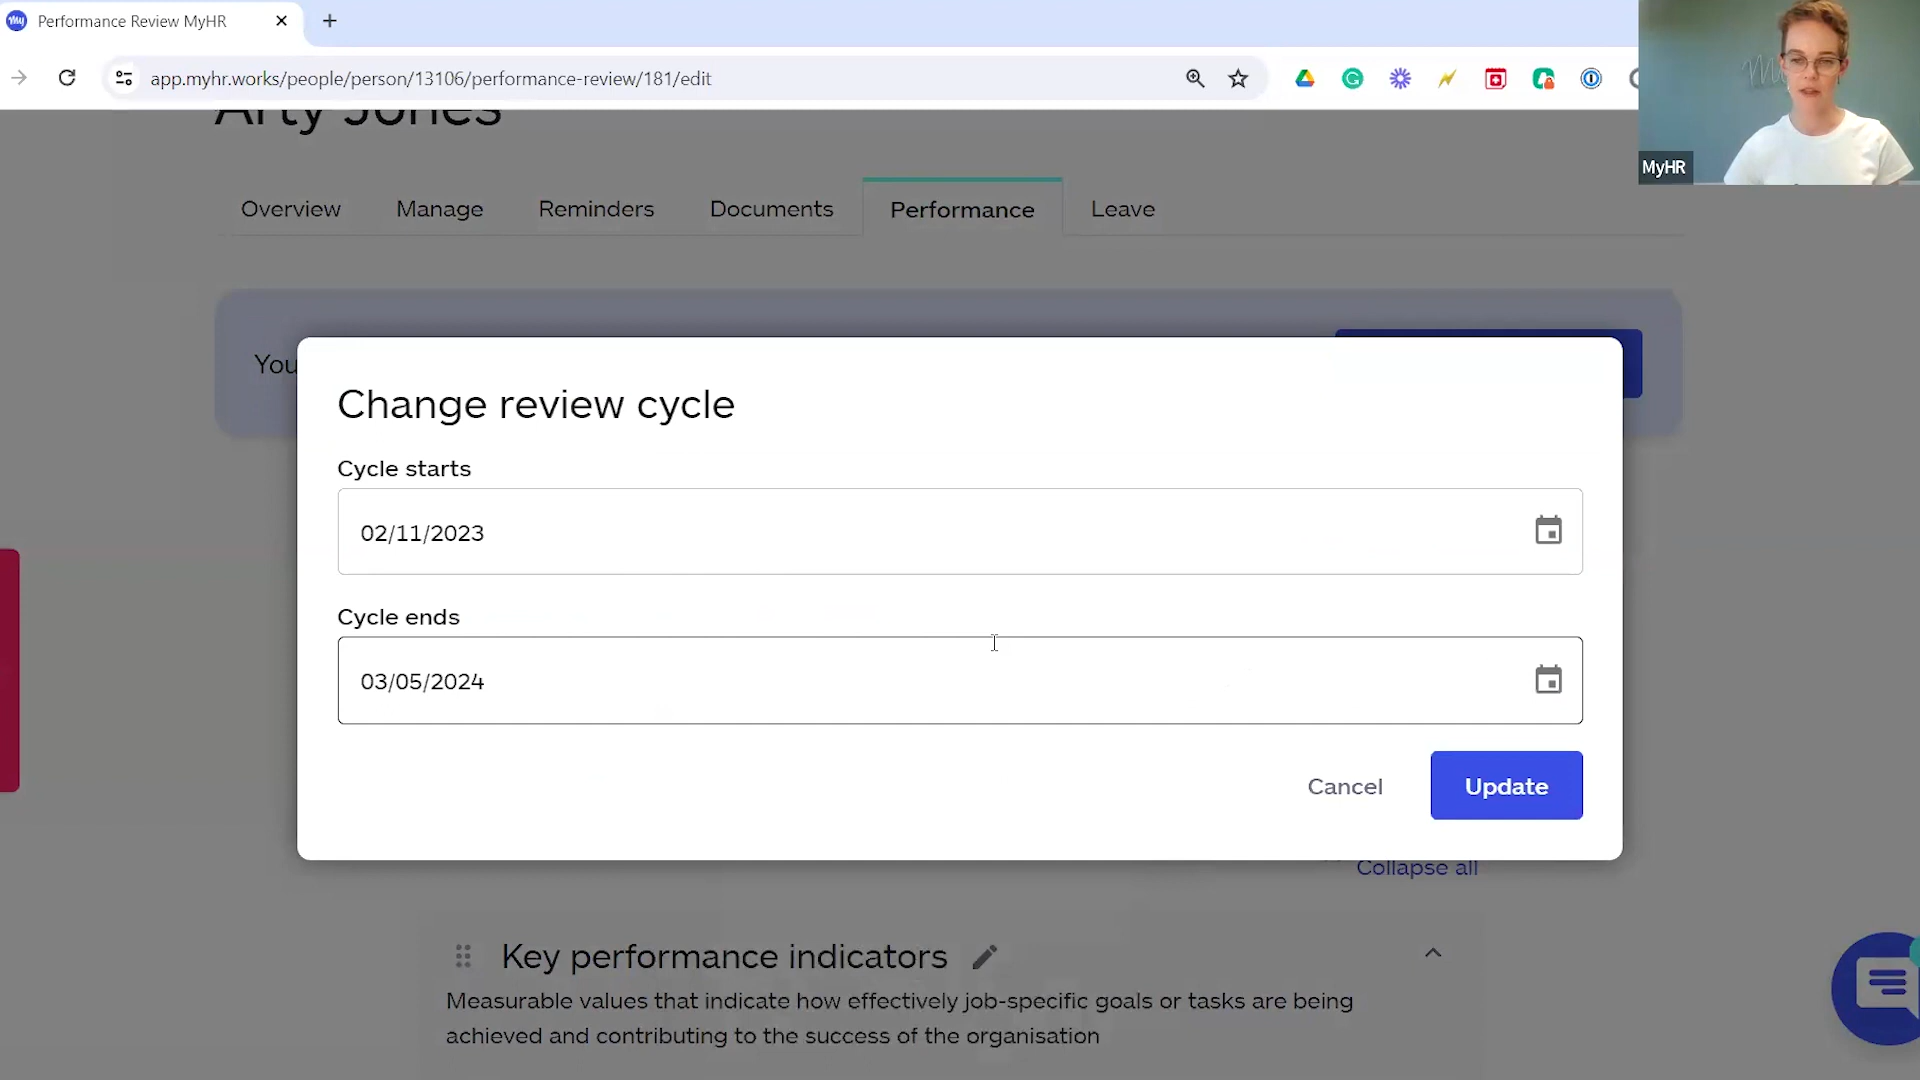 Performance Review MyHR
app.myhr.works/people/person/13106/performance-review/181/edit
MyHR
Arty Jones
Overview
Manage
Reminders
Documents
Performance
Leave
You
Change review cycle
Cycle starts
02/11/2023
Cycle ends
03/05/2024
Cancel
Update
Collapse all
Key performance indicators
Measurable values that indicate how effectively job-specific goals or tasks are being
achieved and contributing to the success of the organisation